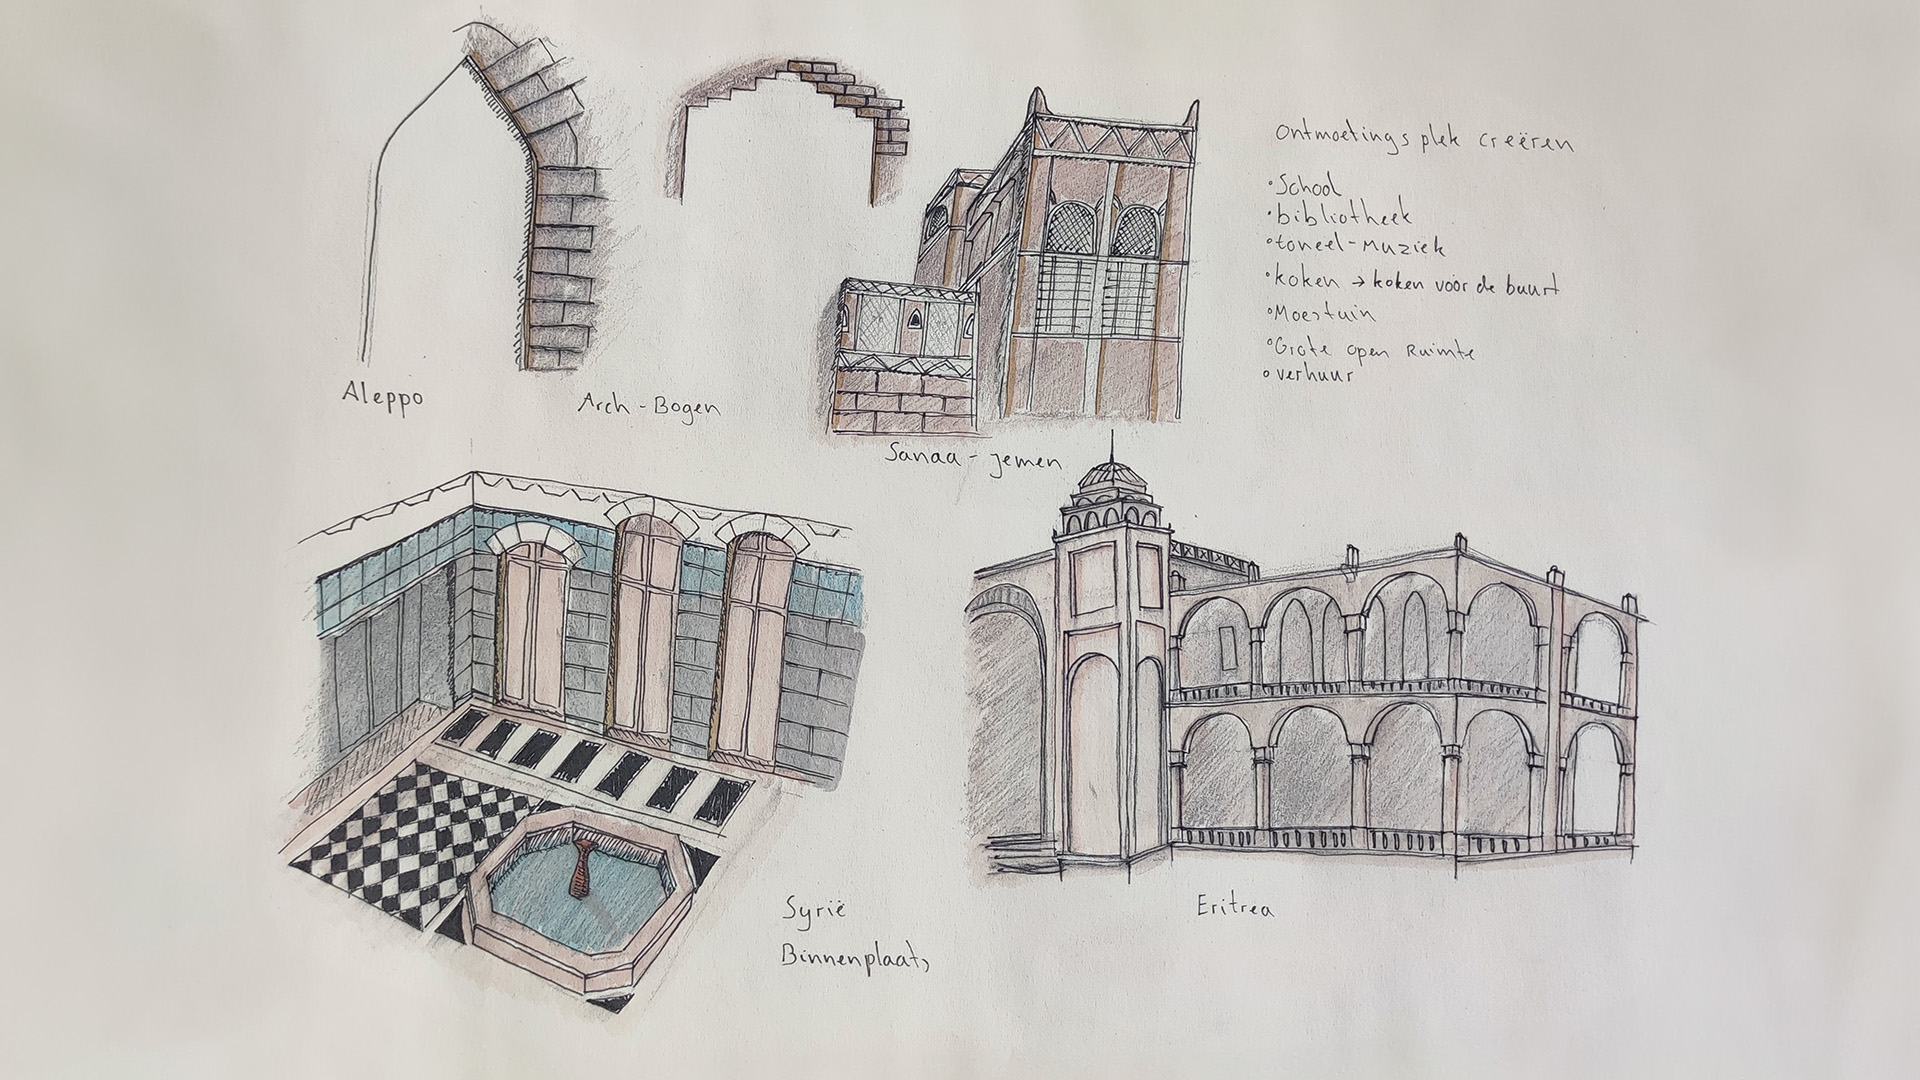 Aleppo
Arch - Bogen
Sanaa - Jemen
Ontmoetings plek creëren
• School
• bibliotheek
• toneel - Muziek
• koken → koken voor de buurt
• Moestuin
• Grote open Ruimte
• verhuur
Syrië
Binnenplaats
Eritrea